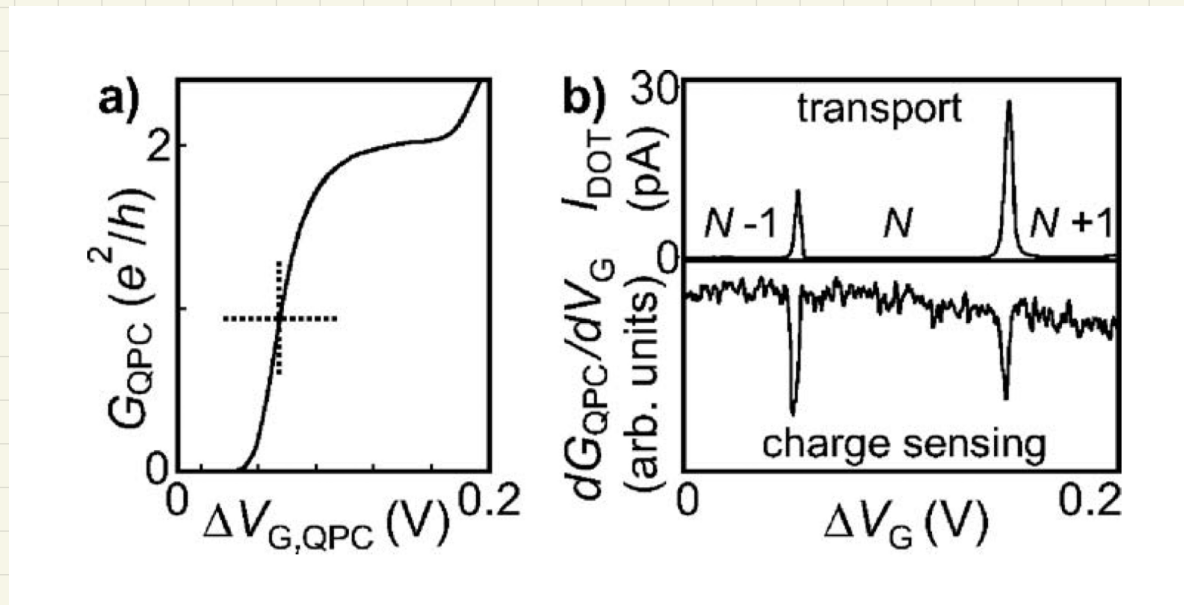 a)
G_QPC (e²/h)
2
0
0
0.2
ΔV_G,QPC (V)
b)
I_DOT
(pA)
30
0
transport
N -1
N
N +1
dG_QPC/dV_G
(arb. units)
charge sensing
0
0.2
ΔV_G (V)